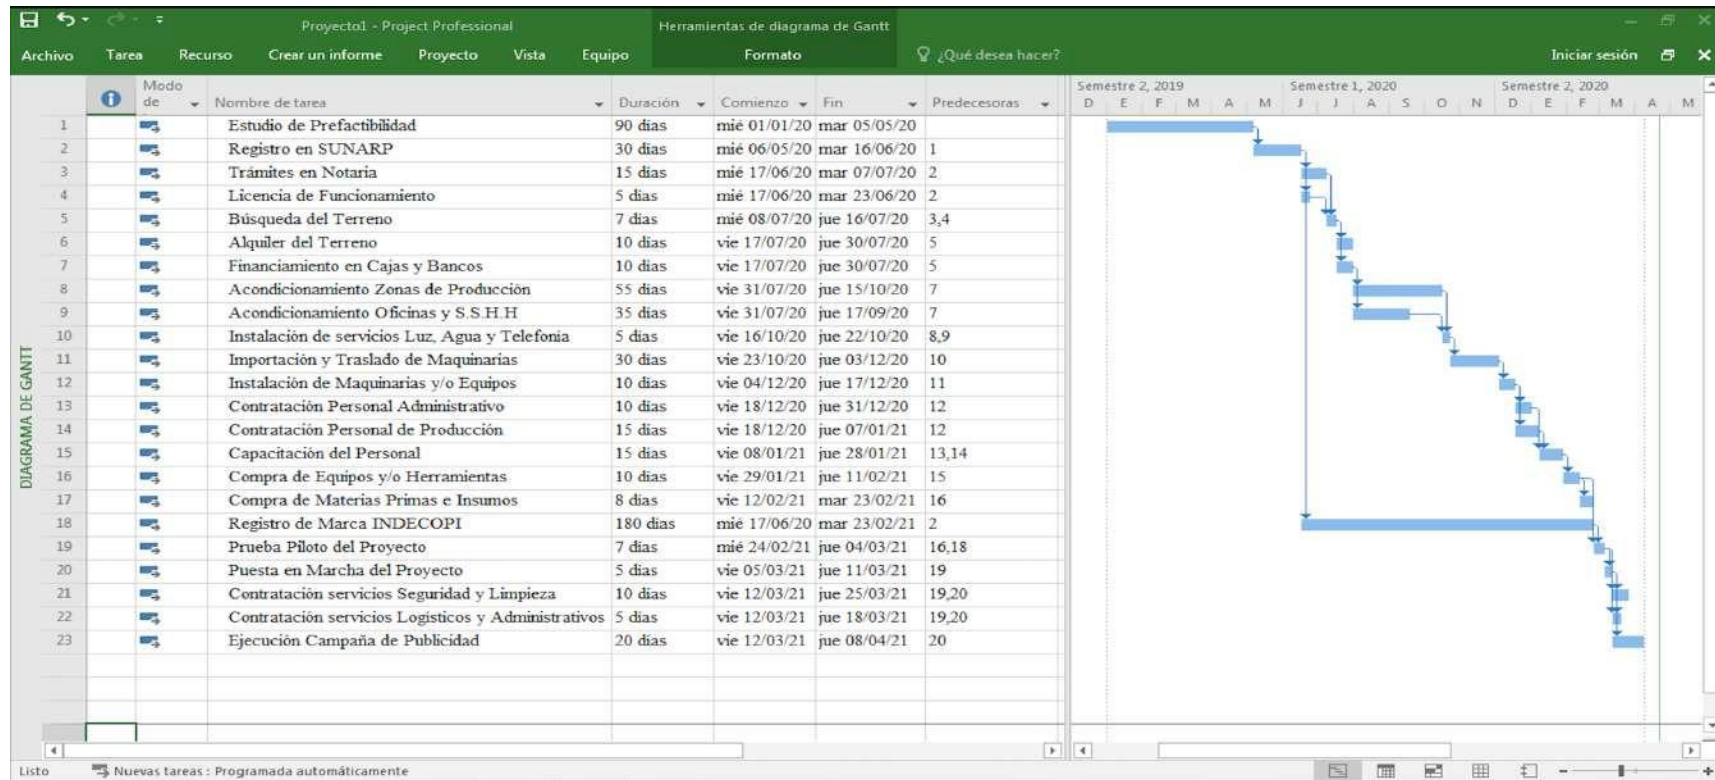 Proyecto1 - Project Professional
Herramientas de diagrama de Gantt
Archivo Tarea Recurso Crear un informe Proyecto Vista Equipo Formato ¿Qué desea hacer? Iniciar sesión
Modo de Nombre de tarea Duración Comienzo Fin Predecesoras
Semestre 2, 2019 Semestre 1, 2020 Semestre 2, 2020
D E F M A M J J A S O N D E F M A M
1 Estudio de Prefactibilidad 90 días mié 01/01/20 mar 05/05/20
2 Registro en SUNARP 30 días mié 06/05/20 mar 16/06/20 1
3 Trámites en Notaria 15 días mié 17/06/20 mar 07/07/20 2
4 Licencia de Funcionamiento 5 días mié 17/06/20 mar 23/06/20 2
5 Búsqueda del Terreno 7 días mié 08/07/20 jue 16/07/20 3,4
6 Alquiler del Terreno 10 días vie 17/07/20 jue 30/07/20 5
7 Financiamiento en Cajas y Bancos 10 días vie 17/07/20 jue 30/07/20 5
8 Acondicionamiento Zonas de Producción 55 días vie 31/07/20 jue 15/10/20 7
9 Acondicionamiento Oficinas y S.S.H.H 35 días vie 31/07/20 jue 17/09/20 7
10 Instalación de servicios Luz, Agua y Telefonia 5 días vie 16/10/20 jue 22/10/20 8,9
11 Importación y Traslado de Maquinarias 30 días vie 23/10/20 jue 03/12/20 10
12 Instalación de Maquinarias y/o Equipos 10 días vie 04/12/20 jue 17/12/20 11
13 Contratación Personal Administrativo 10 días vie 18/12/20 jue 31/12/20 12
14 Contratación Personal de Producción 15 días vie 18/12/20 jue 07/01/21 12
15 Capacitación del Personal 15 días vie 08/01/21 jue 28/01/21 13,14
16 Compra de Equipos y/o Herramientas 10 días vie 29/01/21 jue 11/02/21 15
17 Compra de Materias Primas e Insumos 8 días vie 12/02/21 mar 23/02/21 16
18 Registro de Marca INDECOPI 180 días mié 17/06/20 mar 23/02/21 2
19 Prueba Piloto del Proyecto 7 días mié 24/02/21 jue 04/03/21 16,18
20 Puesta en Marcha del Proyecto 5 días vie 05/03/21 jue 11/03/21 19
21 Contratación servicios Seguridad y Limpieza 10 días vie 12/03/21 jue 25/03/21 19,20
22 Contratación servicios Logísticos y Administrativos 5 días vie 12/03/21 jue 18/03/21 19,20
23 Ejecución Campaña de Publicidad 20 días vie 12/03/21 jue 08/04/21 20
DIAGRAMA DE GANTT
Listo Nuevas tareas : Programada automáticamente